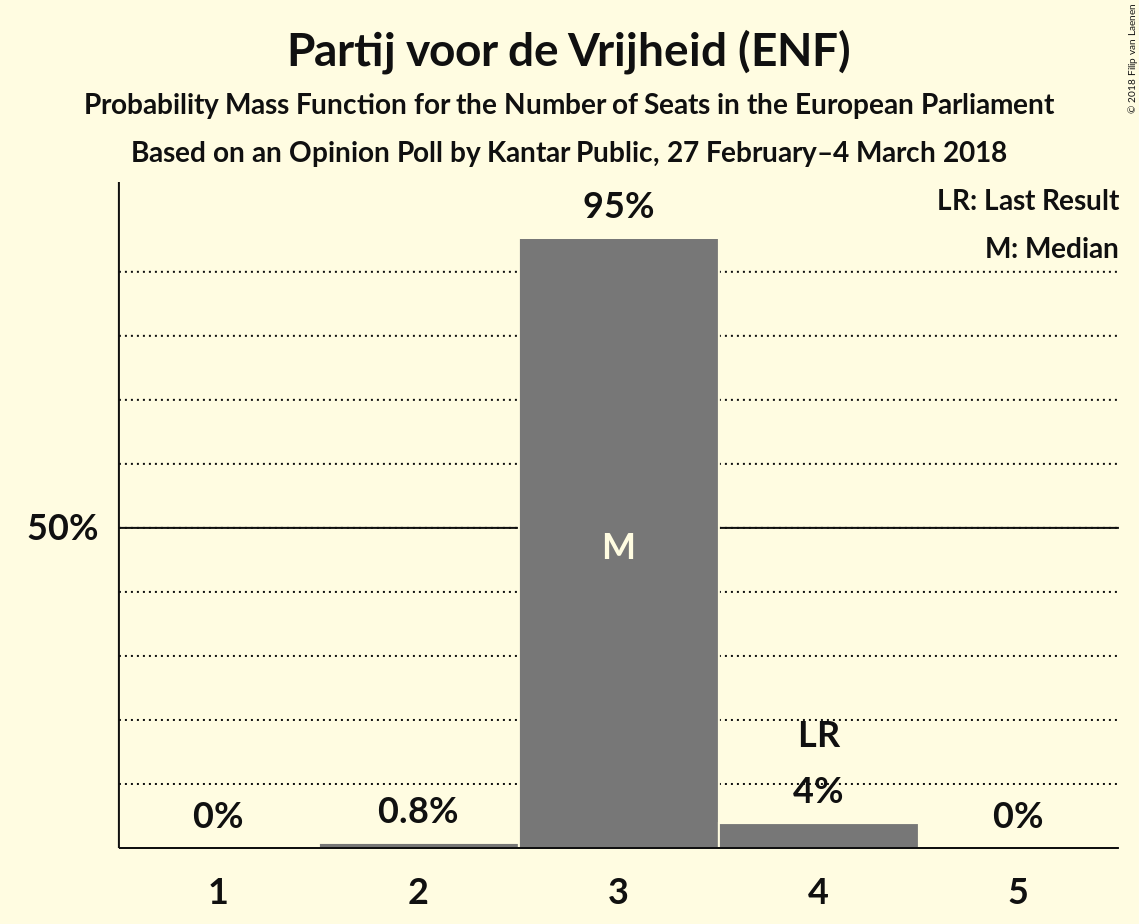 Partij voor de Vrijheid (ENF)
Probability Mass Function for the Number of Seats in the European Parliament
Based on an Opinion Poll by Kantar Public, 27 February–4 March 2018
© 2018 Filip van Laenen
LR: Last Result
M: Median
95%
50%
M
LR
4%
0%
0.8%
0%
1 2 3 4 5